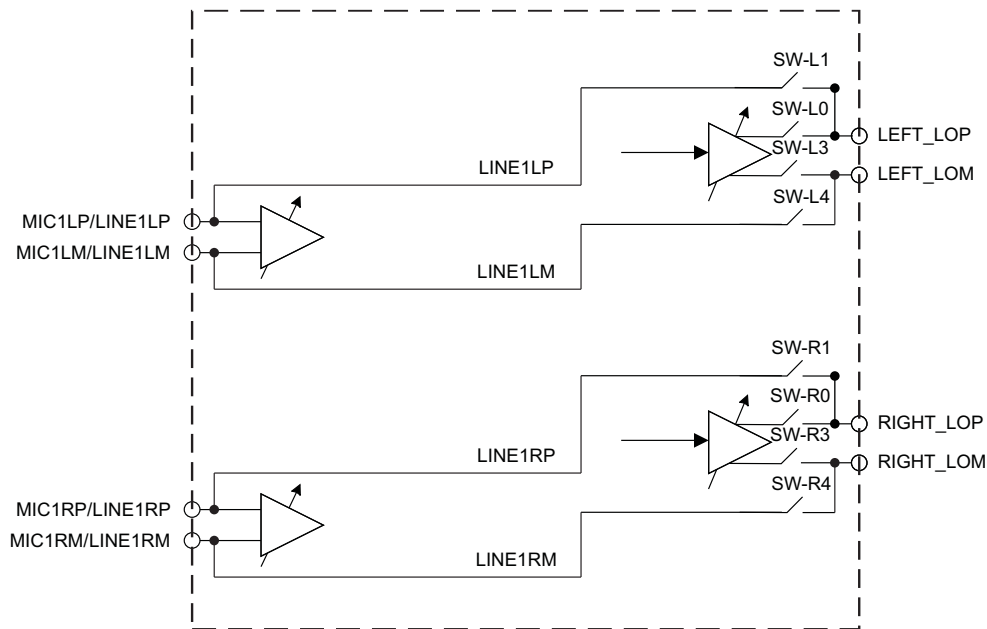 SW-L1
SW-L0
LEFT_LOP
SW-L3
LINE1LP
LEFT_LOM
SW-L4
MIC1LP/LINE1LP
MIC1LM/LINE1LM
LINE1LM
SW-R1
SW-R0
RIGHT_LOP
SW-R3
LINE1RP
RIGHT_LOM
SW-R4
MIC1RP/LINE1RP
MIC1RM/LINE1RM
LINE1RM